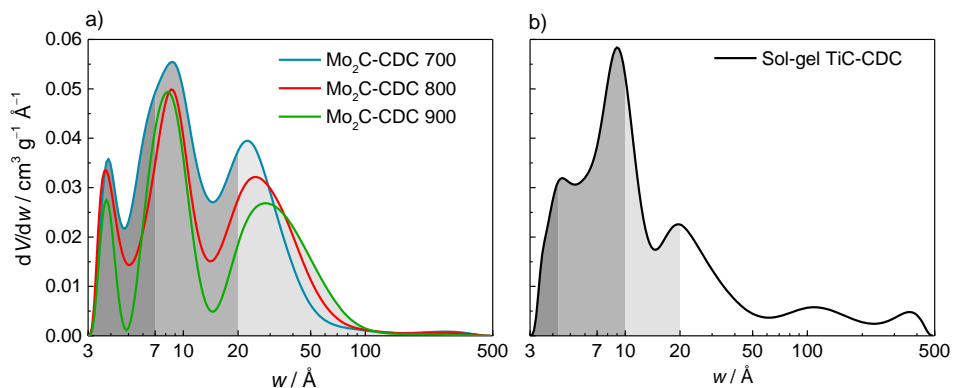 a)
b)
0.06
0.05
0.04
0.03
0.02
0.01
0.00
dV/dw / cm³ g⁻¹ Å⁻¹
Mo₂C-CDC 700
Mo₂C-CDC 800
Mo₂C-CDC 900
Sol-gel TiC-CDC
3 7 10 20 50 100 500
3 7 10 20 50 100 500
w / Å
w / Å